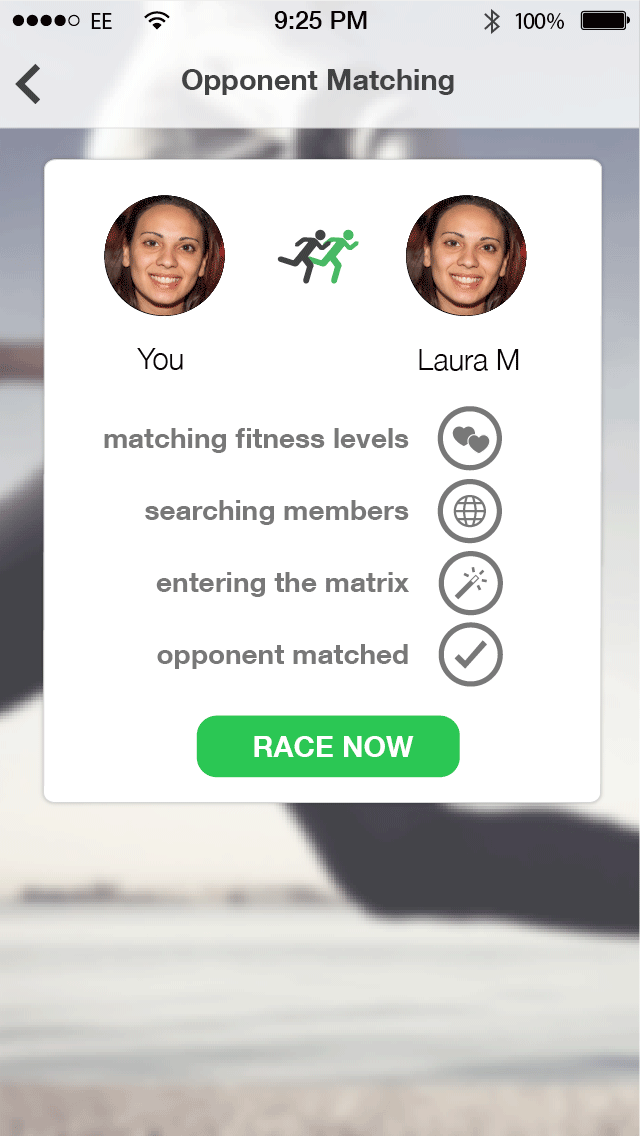 EE 9:25 PM 100%
Opponent Matching
You Laura M
matching fitness levels
searching members
entering the matrix
opponent matched
RACE NOW